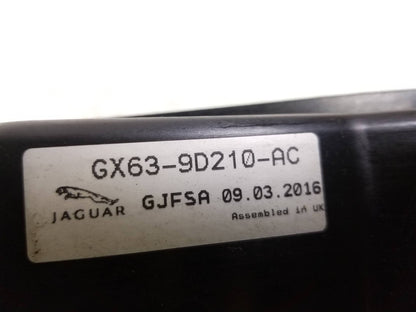 GX63-9D210-AC
JAGUAR GJFSA 09.03.2016
Assembled in UK